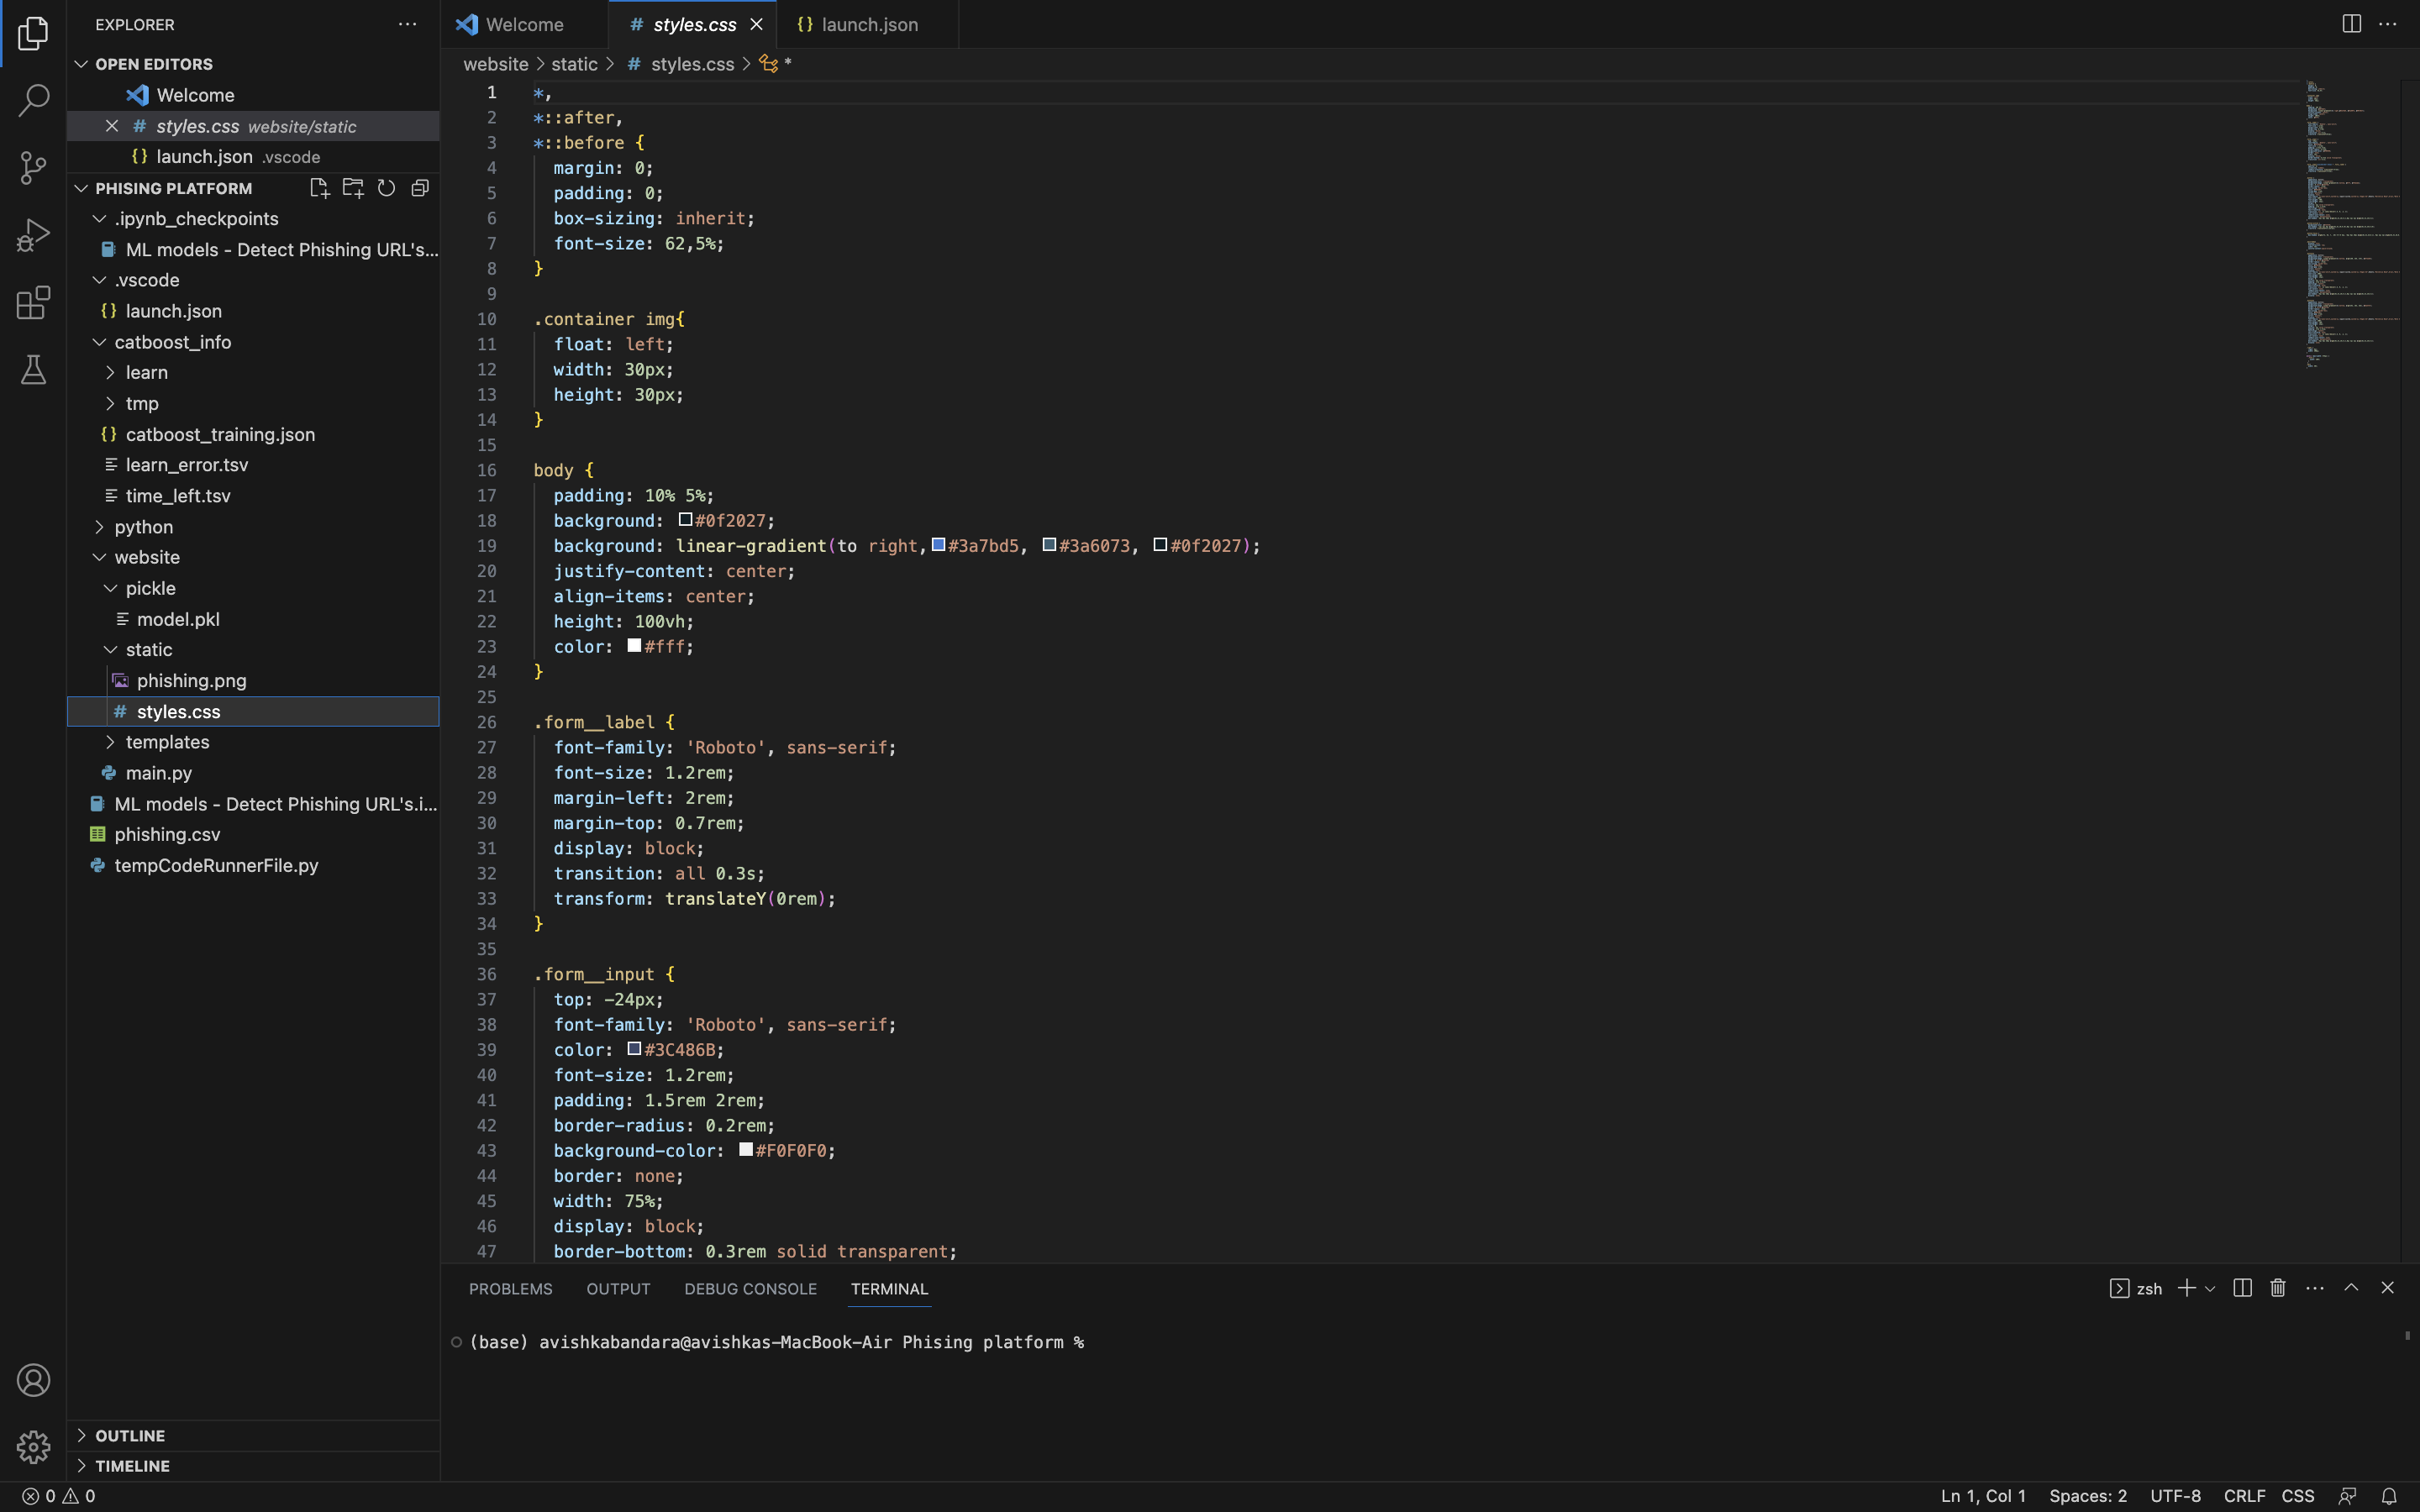 EXPLORER
OPEN EDITORS
Welcome
# styles.css website/static
{} launch.json .vscode
PHISING PLATFORM
.ipynb_checkpoints
ML models - Detect Phishing URL's...
.vscode
{} launch.json
catboost_info
learn
tmp
{} catboost_training.json
learn_error.tsv
time_left.tsv
python
website
pickle
model.pkl
static
phishing.png
# styles.css
templates
main.py
ML models - Detect Phishing URL's.i...
phishing.csv
tempCodeRunnerFile.py
OUTLINE
TIMELINE
Welcome
# styles.css
{} launch.json
website > static > # styles.css > *
1 *,
2 *::after,
3 *::before {
4 margin: 0;
5 padding: 0;
6 box-sizing: inherit;
7 font-size: 62,5%;
8 }
9
10 .container img{
11 float: left;
12 width: 30px;
13 height: 30px;
14 }
15
16 body {
17 padding: 10% 5%;
18 background: #0f2027;
19 background: linear-gradient(to right, #3a7bd5, #3a6073, #0f2027);
20 justify-content: center;
21 align-items: center;
22 height: 100vh;
23 color: #fff;
24 }
25
26 .form__label {
27 font-family: 'Roboto', sans-serif;
28 font-size: 1.2rem;
29 margin-left: 2rem;
30 margin-top: 0.7rem;
31 display: block;
32 transition: all 0.3s;
33 transform: translateY(0rem);
34 }
35
36 .form__input {
37 top: -24px;
38 font-family: 'Roboto', sans-serif;
39 color: #3C486B;
40 font-size: 1.2rem;
41 padding: 1.5rem 2rem;
42 border-radius: 0.2rem;
43 background-color: #F0F0F0;
44 border: none;
45 width: 75%;
46 display: block;
47 border-bottom: 0.3rem solid transparent;
PROBLEMS OUTPUT DEBUG CONSOLE TERMINAL
zsh
(base) avishkabandara@avishkas-MacBook-Air Phising platform %
0 0
Ln 1, Col 1 Spaces: 2 UTF-8 CRLF CSS